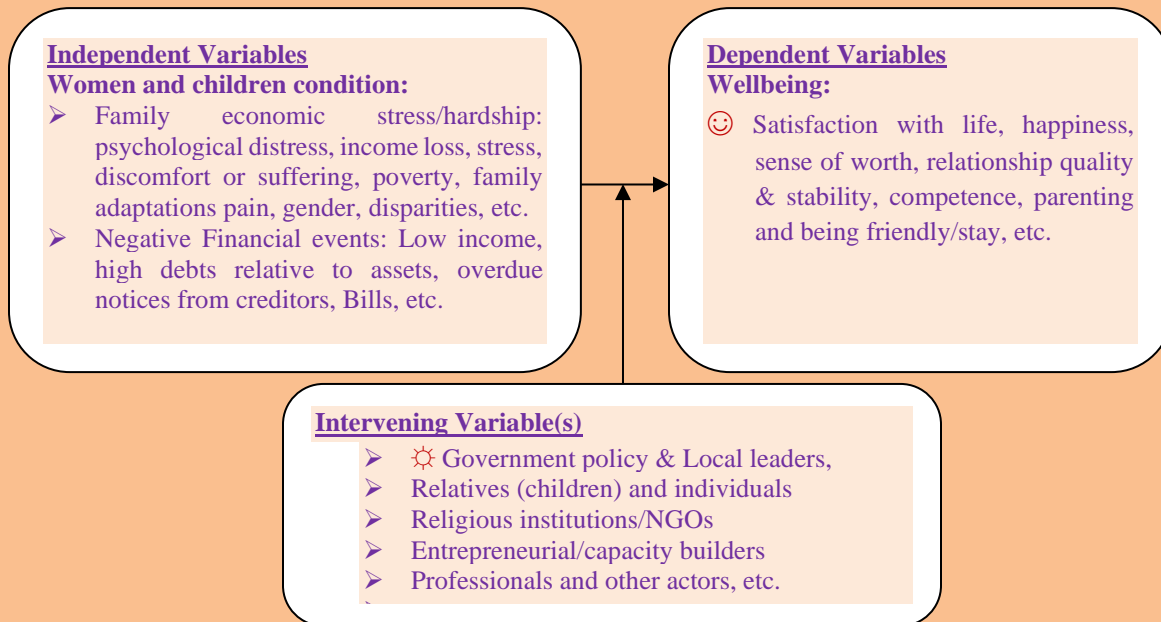 Independent Variables
Women and children condition:
➢ Family economic stress/hardship:
psychological distress, income loss, stress,
discomfort or suffering, poverty, family
adaptations pain, gender, disparities, etc.
➢ Negative Financial events: Low income,
high debts relative to assets, overdue
notices from creditors, Bills, etc.
Dependent Variables
Wellbeing:
☺ Satisfaction with life, happiness,
sense of worth, relationship quality
& stability, competence, parenting
and being friendly/stay, etc.
Intervening Variable(s)
➢ ☼ Government policy & Local leaders,
➢ Relatives (children) and individuals
➢ Religious institutions/NGOs
➢ Entrepreneurial/capacity builders
➢ Professionals and other actors, etc.